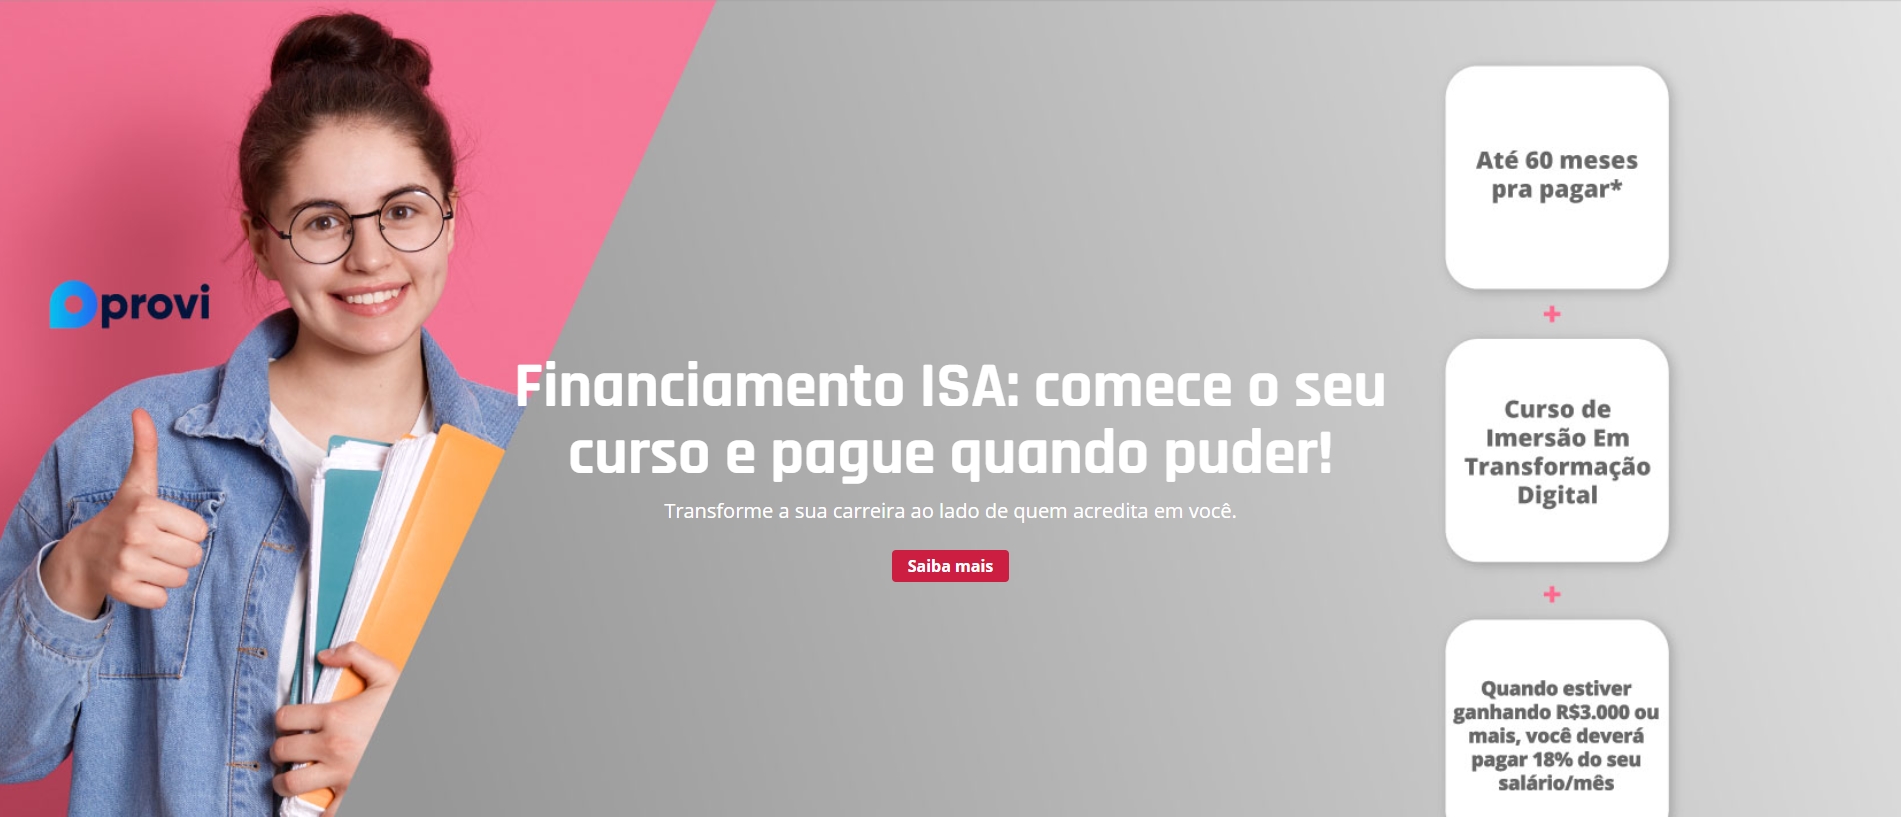 provi
Financiamento ISA: comece o seu
curso e pague quando puder!
Transforme a sua carreira ao lado de quem acredita em você.
Saiba mais
Até 60 meses
pra pagar*
+
Curso de
Imersão Em
Transformação
Digital
+
Quando estiver
ganhando R$3.000 ou
mais, você deverá
pagar 18% do seu
salário/mês